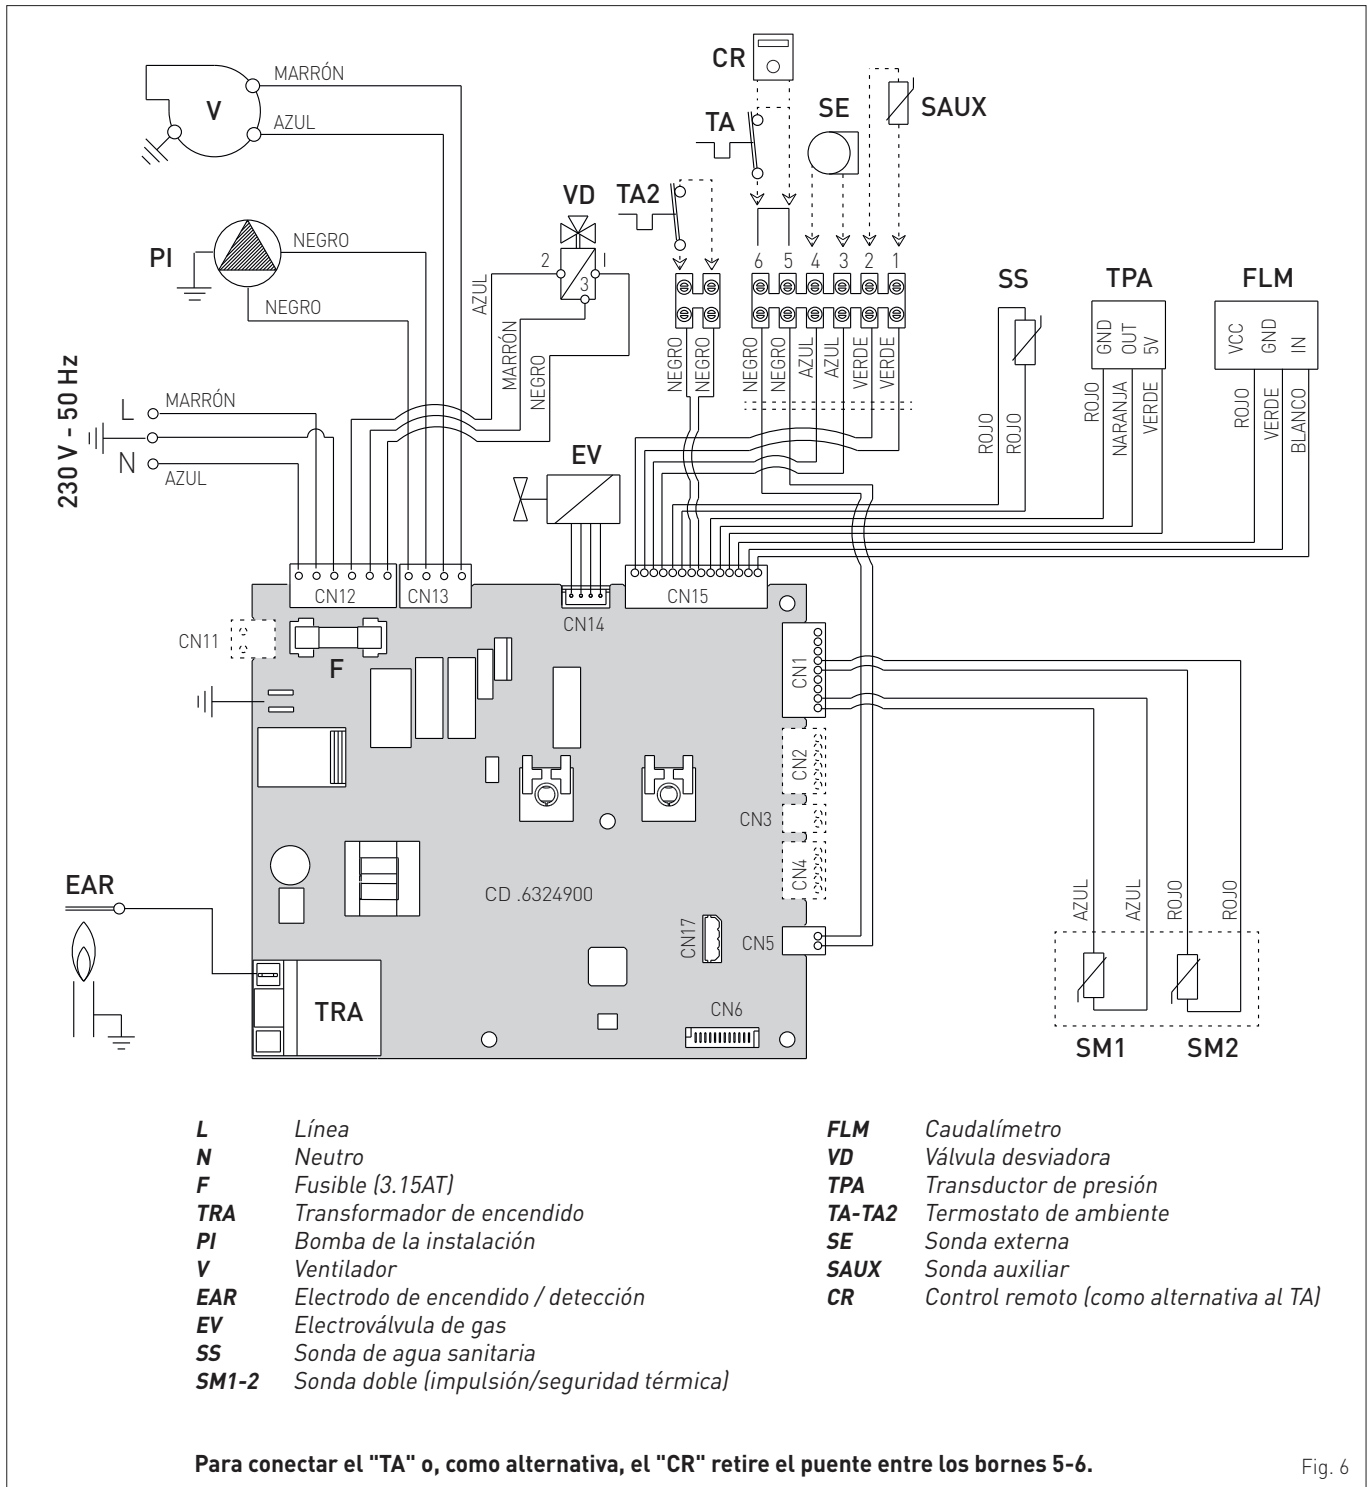 MARRÓN
V
AZUL
CR
TA
SE
SAUX
VD
TA2
PI
NEGRO
NEGRO
2
1
3
AZUL
MARRÓN
NEGRO
6 5 4 3 2 1
NEGRO
NEGRO
NEGRO
NEGRO
AZUL
AZUL
VERDE
VERDE
SS
TPA
FLM
GND
OUT
5V
VCC
GND
IN
ROJO
ROJO
ROJO
NARANJA
VERDE
ROJO
VERDE
BLANCO
230 V - 50 Hz
L
MARRÓN
N
AZUL
EV
CN12
CN13
CN14
CN15
CN11
F
CN1
CN2
CN3
CN4
CD .6324900
CN17
CN5
CN6
EAR
TRA
AZUL
AZUL
ROJO
ROJO
SM1
SM2
L Línea
N Neutro
F Fusible (3.15AT)
TRA Transformador de encendido
PI Bomba de la instalación
V Ventilador
EAR Electrodo de encendido / detección
EV Electroválvula de gas
SS Sonda de agua sanitaria
SM1-2 Sonda doble (impulsión/seguridad térmica)
FLM Caudalímetro
VD Válvula desviadora
TPA Transductor de presión
TA-TA2 Termostato de ambiente
SE Sonda externa
SAUX Sonda auxiliar
CR Control remoto (como alternativa al TA)
Para conectar el "TA" o, como alternativa, el "CR" retire el puente entre los bornes 5-6.
Fig. 6